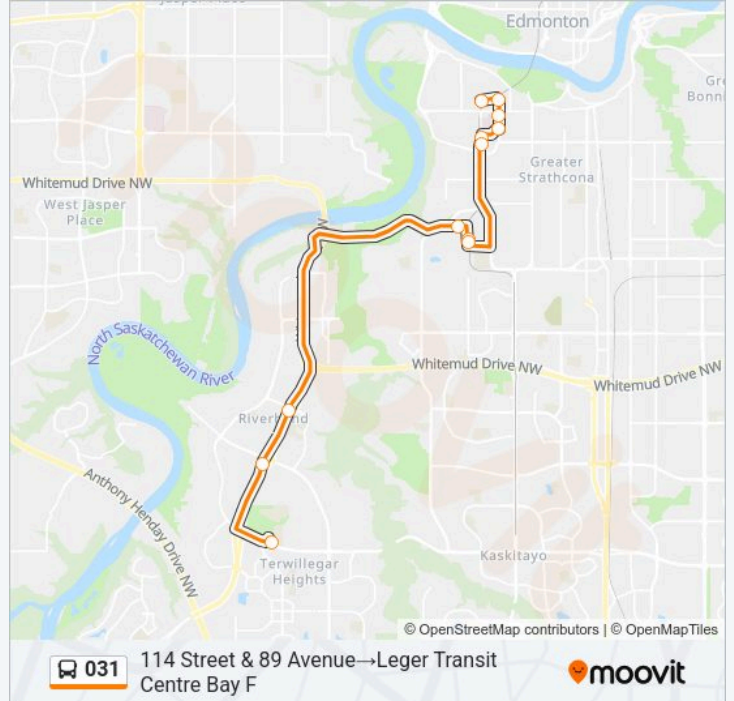 Jasper Place
Edmonton
Gre
Bonni
Whitemud Drive NW
West Jasper
Place
Greater
Strathcona
W
North Saskatchewan River
Whitemud Drive NW
Whitemud Drive NW
Riverbend
Anthony Henday Drive NW
Kaskitayo
Terwillegar
Heights
© OpenStreetMap contributors | © OpenMapTiles
031
114 Street & 89 Avenue→Leger Transit
Centre Bay F
moovit